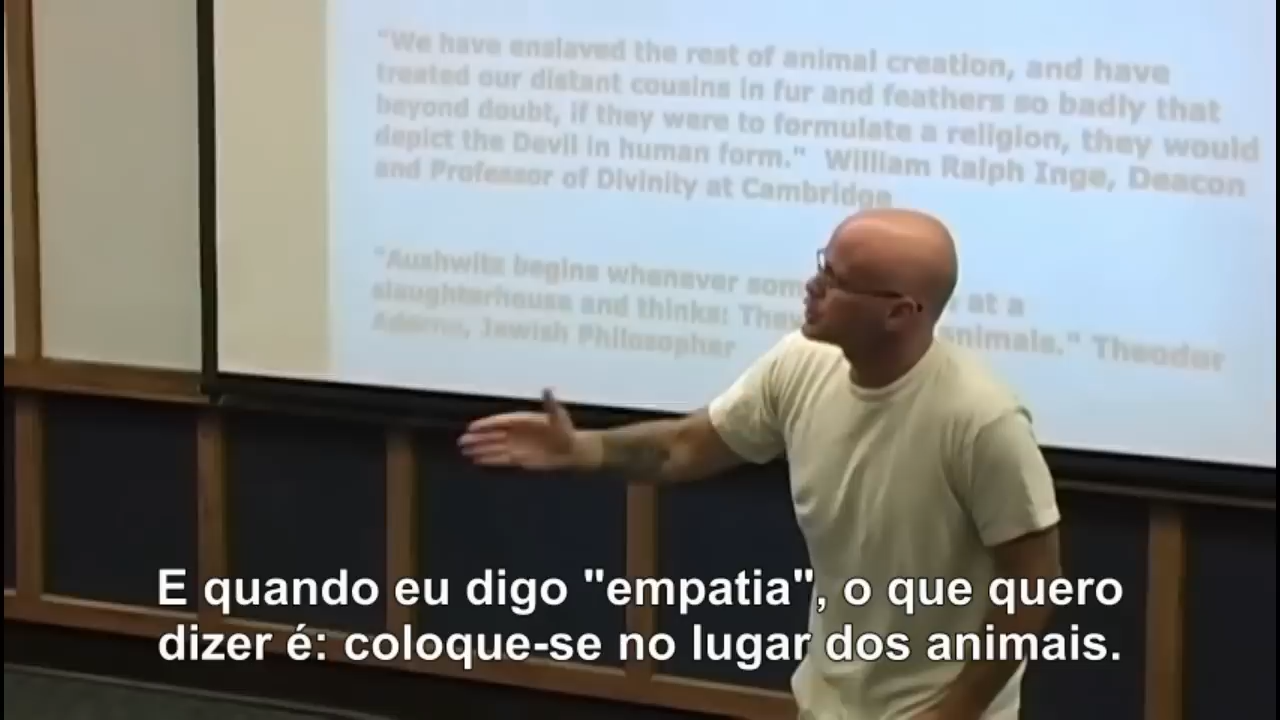 "We have enslaved the rest of animal creation, and have
treated our distant cousins in fur and feathers so badly that
beyond doubt, if they were to formulate a religion, they would
depict the Devil in human form." William Ralph Inge, Deacon
and Professor of Divinity at Cambridge
"Aushwitz begins whenever at a
slaughterhouse and thinks: animals." Theodor
Adorno, Jewish Philosopher
E quando eu digo "empatia", o que quero
dizer é: coloque-se no lugar dos animais.